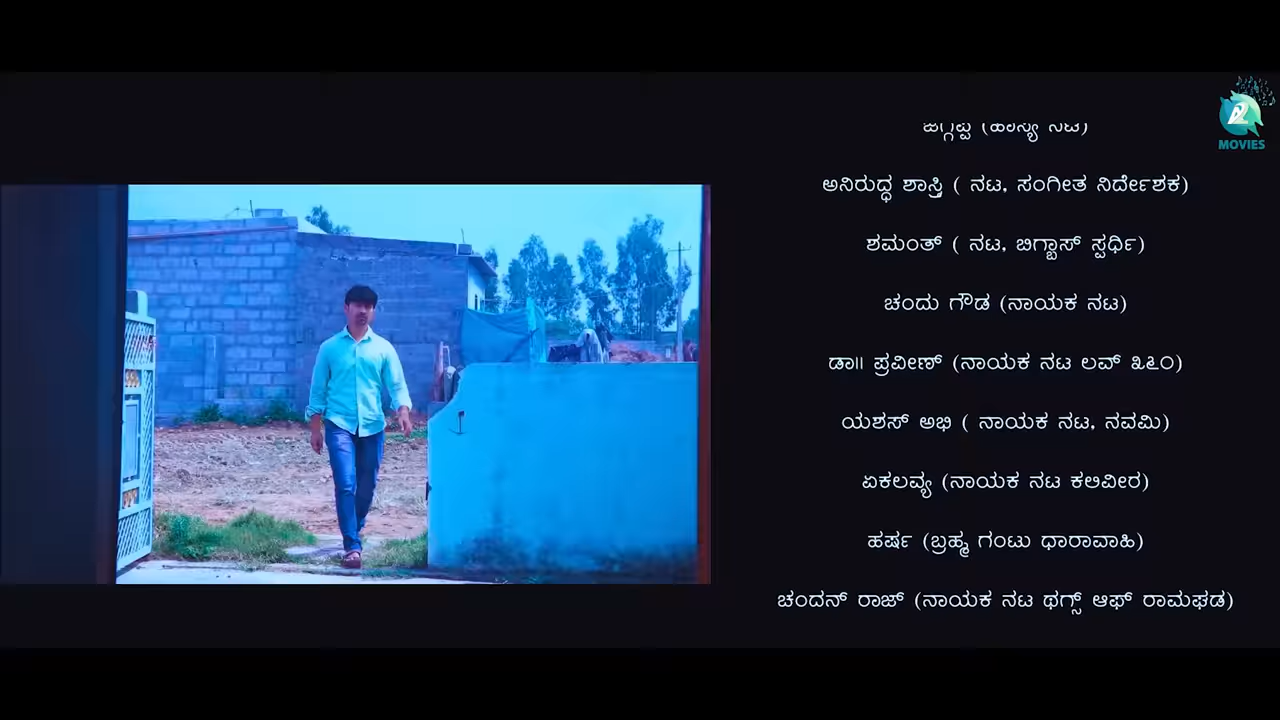 (ಹಾಸ್ಯ ನಟ)
ಅನಿರುದ್ಧ ಶಾಸ್ತ್ರಿ ( ನಟ, ಸಂಗೀತ ನಿರ್ದೇಶಕ)
ಶಮಂತ್ ( ನಟ, ಬಿಗ್ಬಾಸ್ ಸ್ಪರ್ಧಿ)
ಚಂದು ಗೌಡ (ನಾಯಕ ನಟ)
ಡಾ॥ ಪ್ರವೀಣ್ (ನಾಯಕ ನಟ ಲವ್ ೩೬೦)
ಯಶಸ್ ಅಭಿ ( ನಾಯಕ ನಟ, ನವಮಿ)
ಏಕಲವ್ಯ (ನಾಯಕ ನಟ ಕಲಿವೀರ)
ಹರ್ಷ (ಬ್ರಹ್ಮ ಗಂಟು ಧಾರಾವಾಹಿ)
ಚಂದನ್ ರಾಜ್ (ನಾಯಕ ನಟ ಥಗ್ಸ್ ಆಫ್ ರಾಮಘಡ)
MOVIES